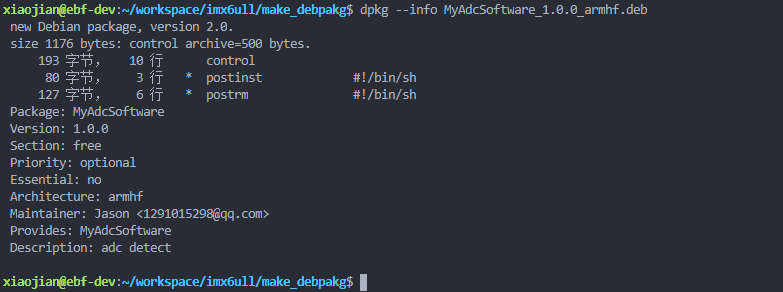 xiaojian@ebf-dev:~/workspace/imx6ull/make_debpakg$ dpkg --info MyAdcSoftware_1.0.0_armhf.deb
new Debian package, version 2.0.
size 1176 bytes: control archive=500 bytes.
193 字节， 10 行 control
80 字节， 3 行 * postinst #!/bin/sh
127 字节， 6 行 * postrm #!/bin/sh
Package: MyAdcSoftware
Version: 1.0.0
Section: free
Priority: optional
Essential: no
Architecture: armhf
Maintainer: Jason <1291015298@qq.com>
Provides: MyAdcSoftware
Description: adc detect
xiaojian@ebf-dev:~/workspace/imx6ull/make_debpakg$